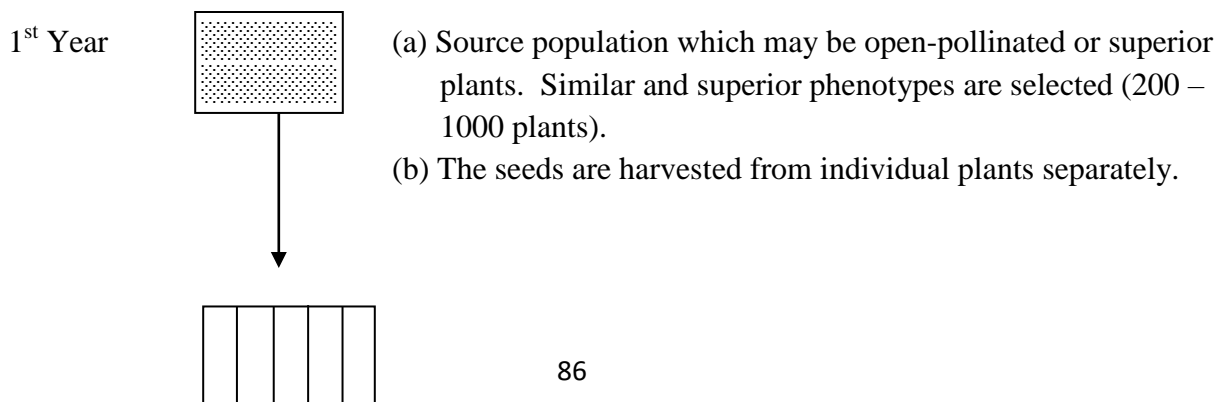 1st Year
(a) Source population which may be open-pollinated or superior
plants. Similar and superior phenotypes are selected (200 –
1000 plants).
(b) The seeds are harvested from individual plants separately.
86